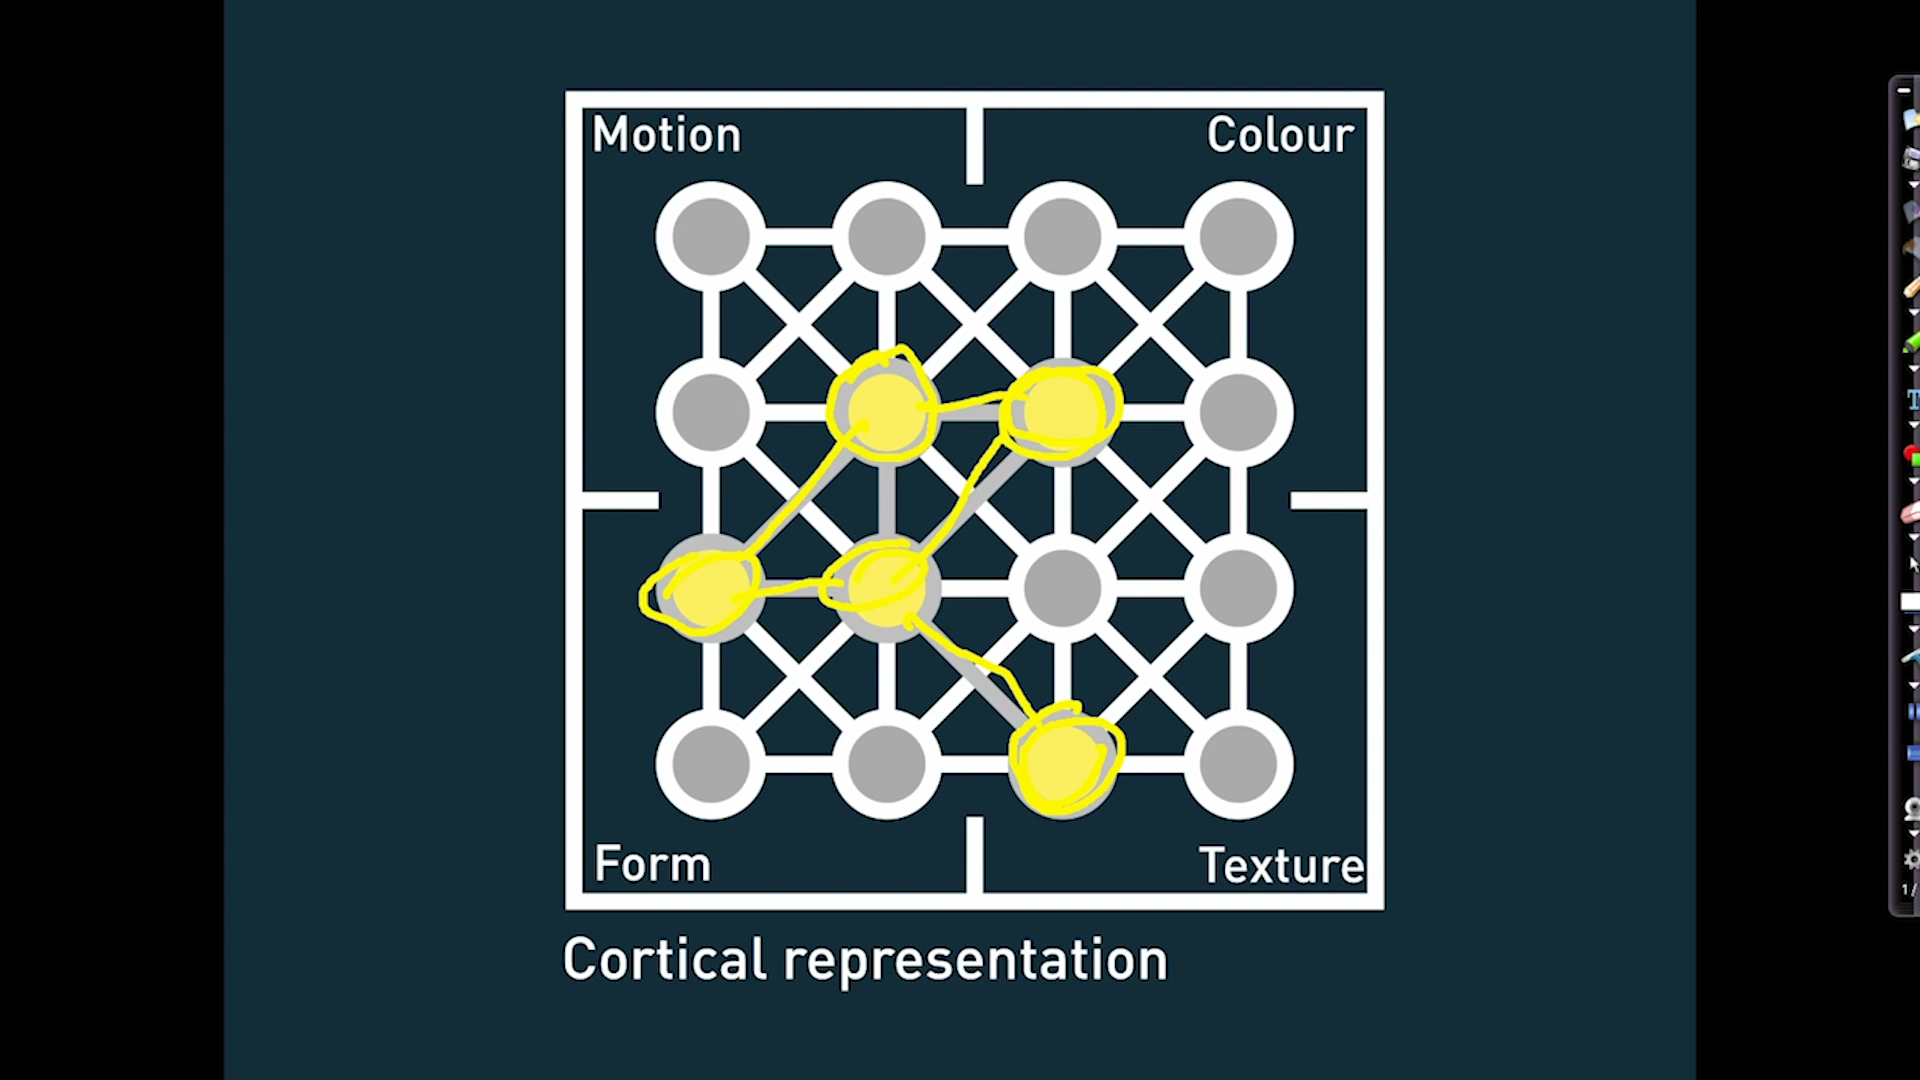 Motion
Colour
Form
Texture
Cortical representation